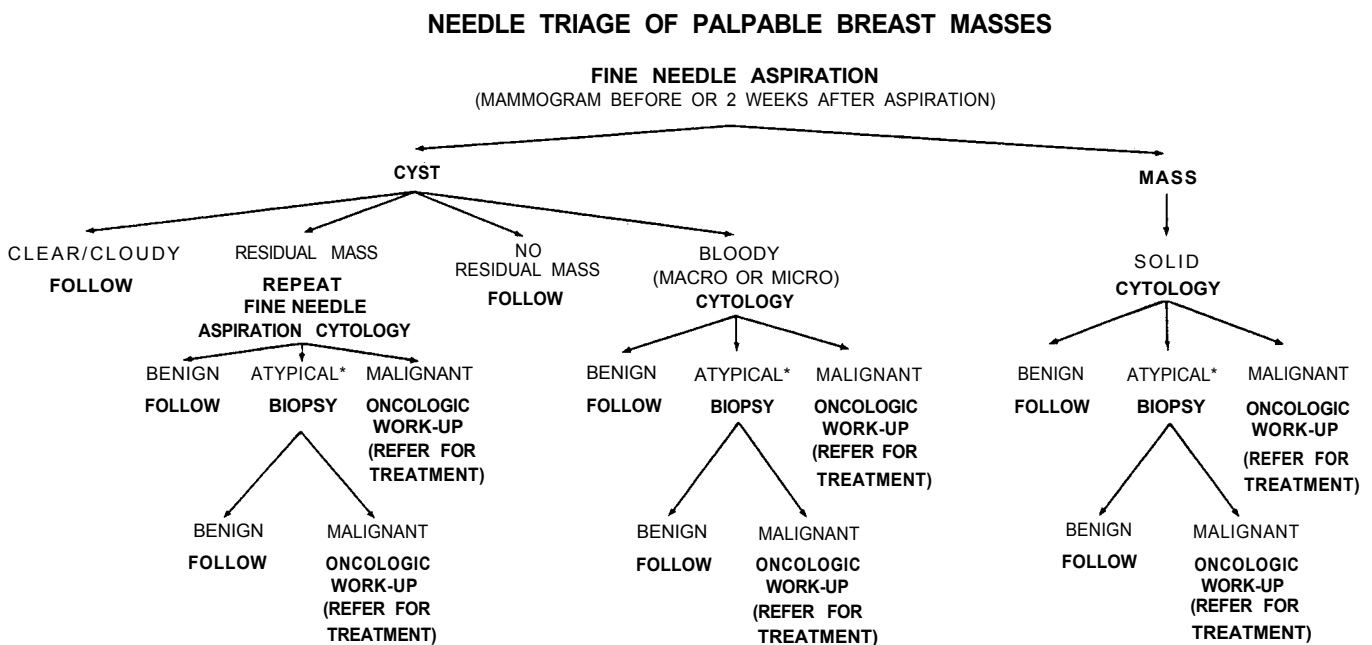 NEEDLE TRIAGE OF PALPABLE BREAST MASSES
FINE NEEDLE ASPIRATION
(MAMMOGRAM BEFORE OR 2 WEEKS AFTER ASPIRATION)
CYST
MASS
CLEAR/CLOUDY
FOLLOW
RESIDUAL MASS
REPEAT
FINE NEEDLE
ASPIRATION CYTOLOGY
NO
RESIDUAL MASS
FOLLOW
BLOODY
(MACRO OR MICRO)
CYTOLOGY
SOLID
CYTOLOGY
BENIGN
FOLLOW
ATYPICAL*
BIOPSY
MALIGNANT
ONCOLOGIC
WORK-UP
(REFER FOR
TREATMENT)
BENIGN
FOLLOW
MALIGNANT
ONCOLOGIC
WORK-UP
(REFER FOR
TREATMENT)
BENIGN
FOLLOW
ATYPICAL*
BIOPSY
MALIGNANT
ONCOLOGIC
WORK-UP
(REFER FOR
TREATMENT)
BENIGN
FOLLOW
MALIGNANT
ONCOLOGIC
WORK-UP
(REFER FOR
TREATMENT)
BENIGN
FOLLOW
ATYPICAL*
BIOPSY
MALIGNANT
ONCOLOGIC
WORK-UP
(REFER FOR
TREATMENT)
BENIGN
FOLLOW
MALIGNANT
ONCOLOGIC
WORK-UP
(REFER FOR
TREATMENT)